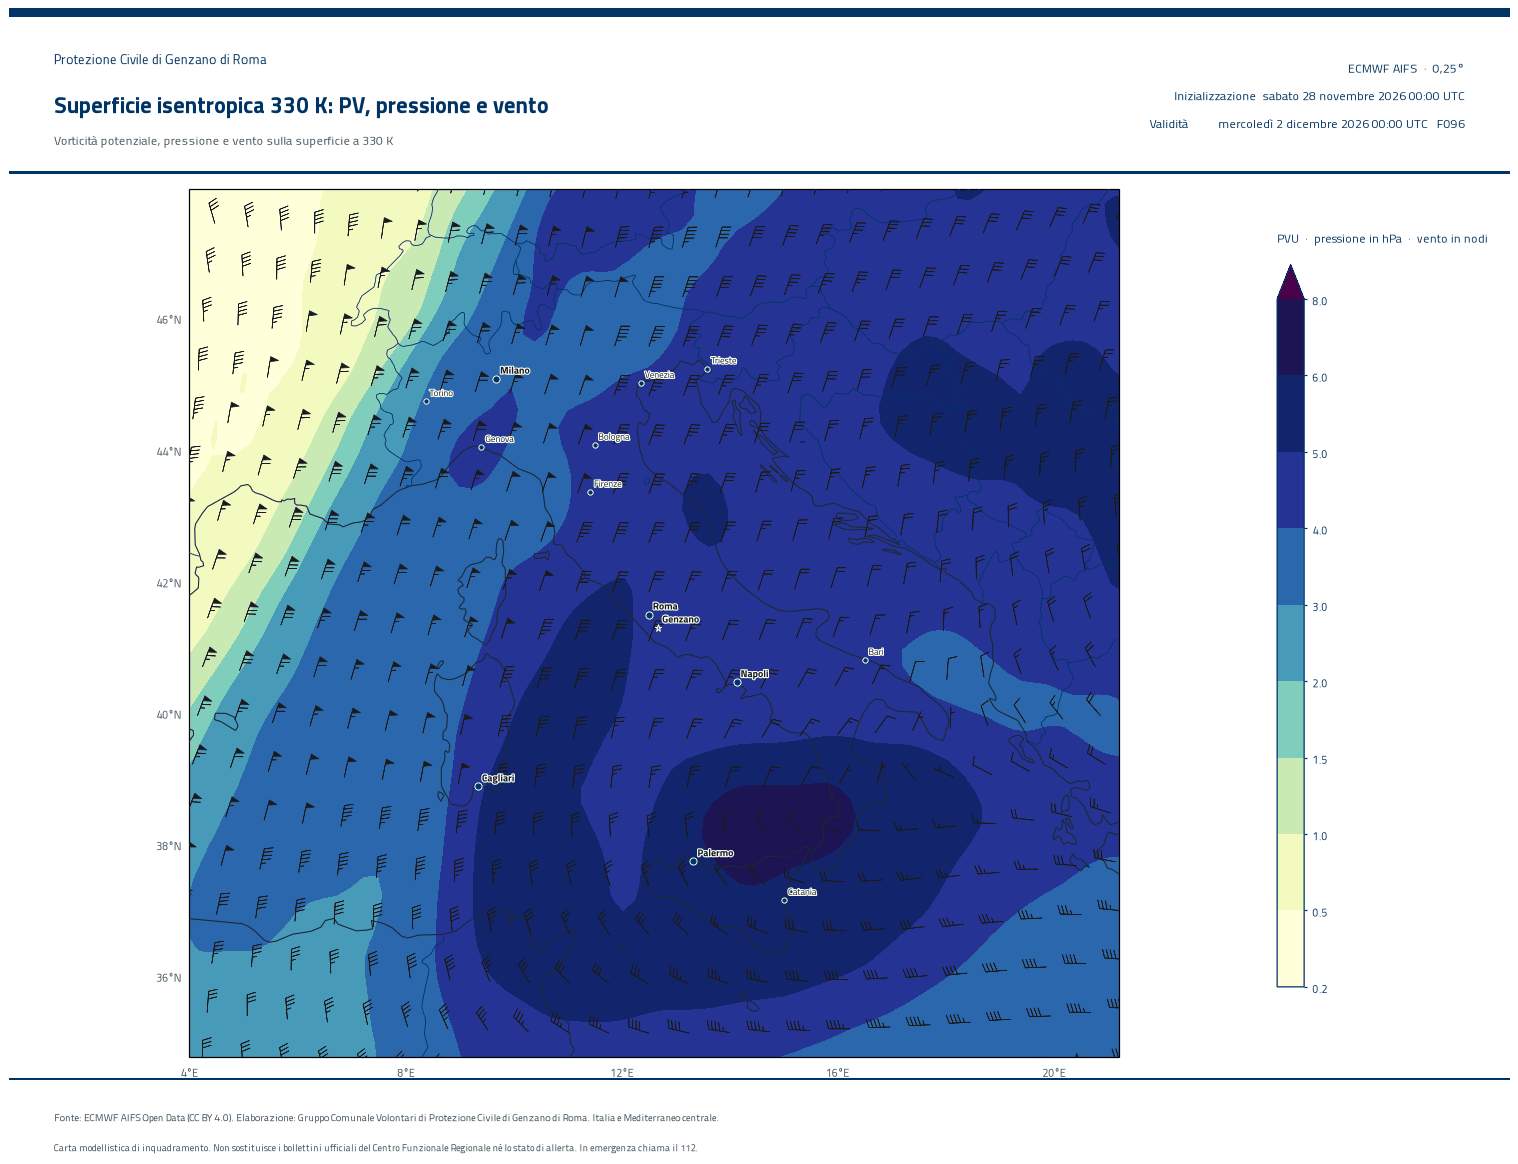 Protezione Civile di Genzano di Roma
Superficie isentropica 330 K: PV, pressione e vento
Vorticità potenziale, pressione e vento sulla superficie a 330 K
ECMWF AIFS · 0,25°
Inizializzazione sabato 28 novembre 2026 00:00 UTC
Validità mercoledì 2 dicembre 2026 00:00 UTC F096
PVU · pressione in hPa · vento in nodi
8.0
6.0
5.0
4.0
3.0
2.0
1.5
1.0
0.5
0.2
46°N
44°N
42°N
40°N
38°N
36°N
4°E
8°E
12°E
16°E
20°E
Trieste
Milano
Venezia
Torino
Genova
Bologna
Firenze
Roma
Genzano
Bari
Napoli
Cagliari
Palermo
Catania
Fonte: ECMWF AIFS Open Data (CC BY 4.0). Elaborazione: Gruppo Comunale Volontari di Protezione Civile di Genzano di Roma. Italia e Mediterraneo centrale.
Carta modellistica di inquadramento. Non sostituisce i bollettini ufficiali del Centro Funzionale Regionale né lo stato di allerta. In emergenza chiama il 112.